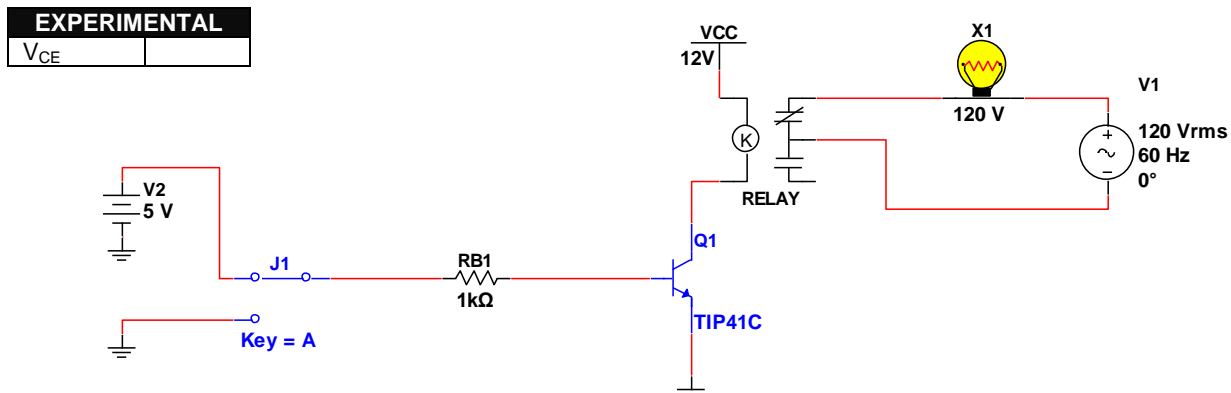 EXPERIMENTAL
VCE
VCC
12V
K
RELAY
X1
120 V
V1
120 Vrms
60 Hz
0°
V2
5 V
J1
Key = A
RB1
1kΩ
Q1
TIP41C